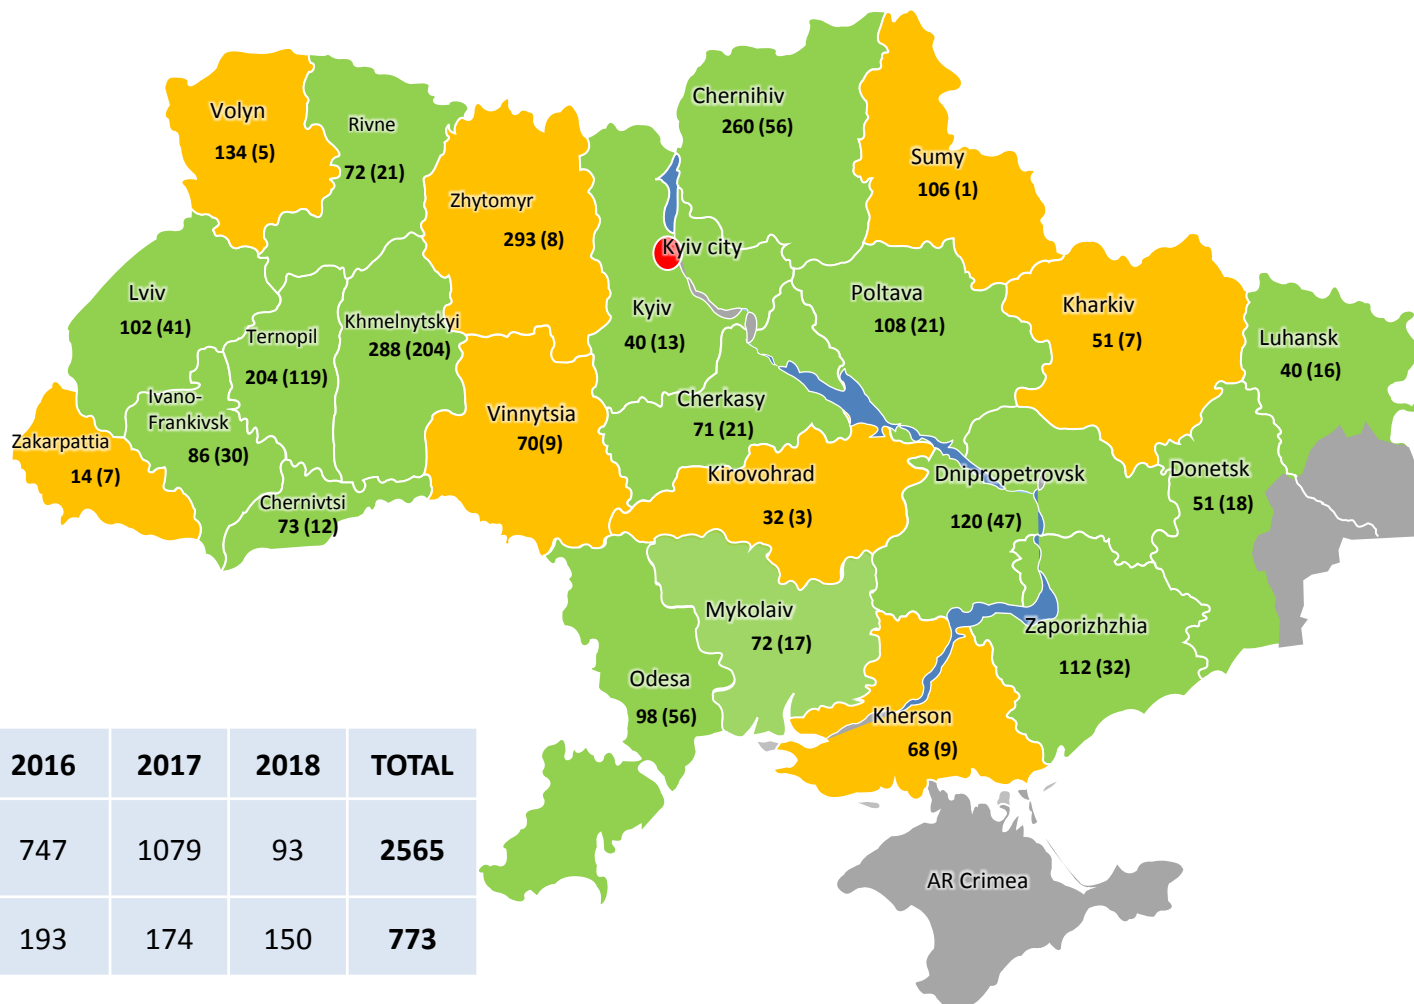 Chernihiv
260 (56)
Volyn
134 (5)
Rivne
72 (21)
Sumy
106 (1)
Zhytomyr
293 (8)
Kyiv city
Lviv
102 (41)
Ternopil
204 (119)
Khmelnytskyi
288 (204)
Kyiv
40 (13)
Poltava
108 (21)
Kharkiv
51 (7)
Luhansk
40 (16)
Ivano-
Frankivsk
86 (30)
Vinnytsia
70(9)
Cherkasy
71 (21)
Zakarpattia
14 (7)
Chernivtsi
73 (12)
Kirovohrad
32 (3)
Dnipropetrovsk
120 (47)
Donetsk
51 (18)
Mykolaiv
72 (17)
Zaporizhzhia
112 (32)
Odesa
98 (56)
Kherson
68 (9)
AR Crimea
2016 2017 2018 TOTAL
747 1079 93 2565
193 174 150 773